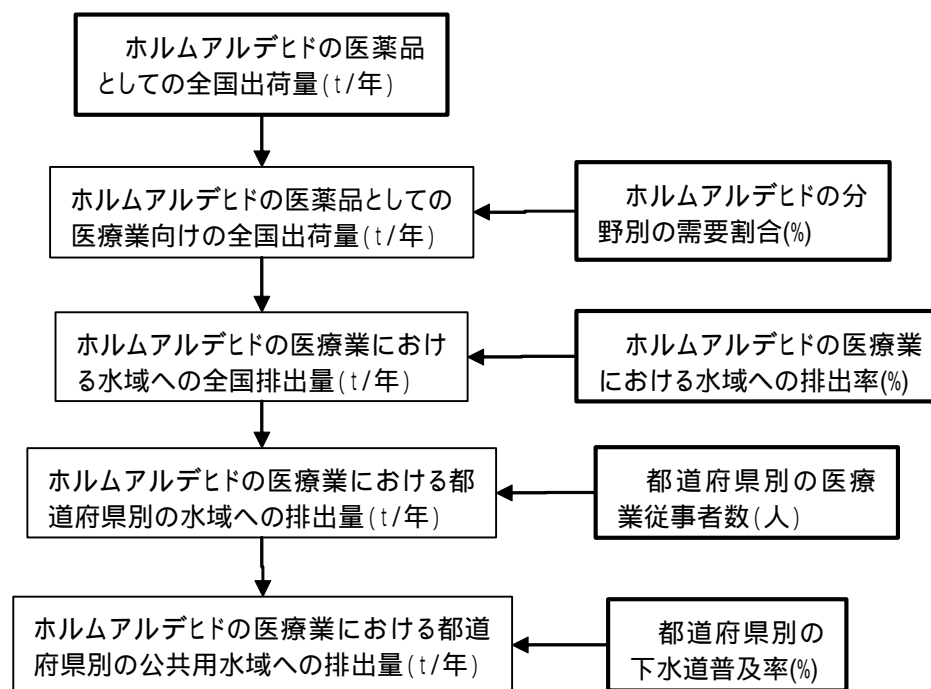 ホルムアルデヒドの医薬品
としての全国出荷量(t/年)
ホルムアルデヒドの医薬品としての
医療業向けの全国出荷量(t/年)
ホルムアルデヒドの分
野別の需要割合(%)
ホルムアルデヒドの医療業におけ
る水域への全国排出量(t/年)
ホルムアルデヒドの医療業
における水域への排出率(%)
ホルムアルデヒドの医療業における都
道府県別の水域への排出量(t/年)
都道府県別の医療
業従事者数(人)
ホルムアルデヒドの医療業における都道
府県別の公共用水域への排出量(t/年)
都道府県別の
下水道普及率(%)